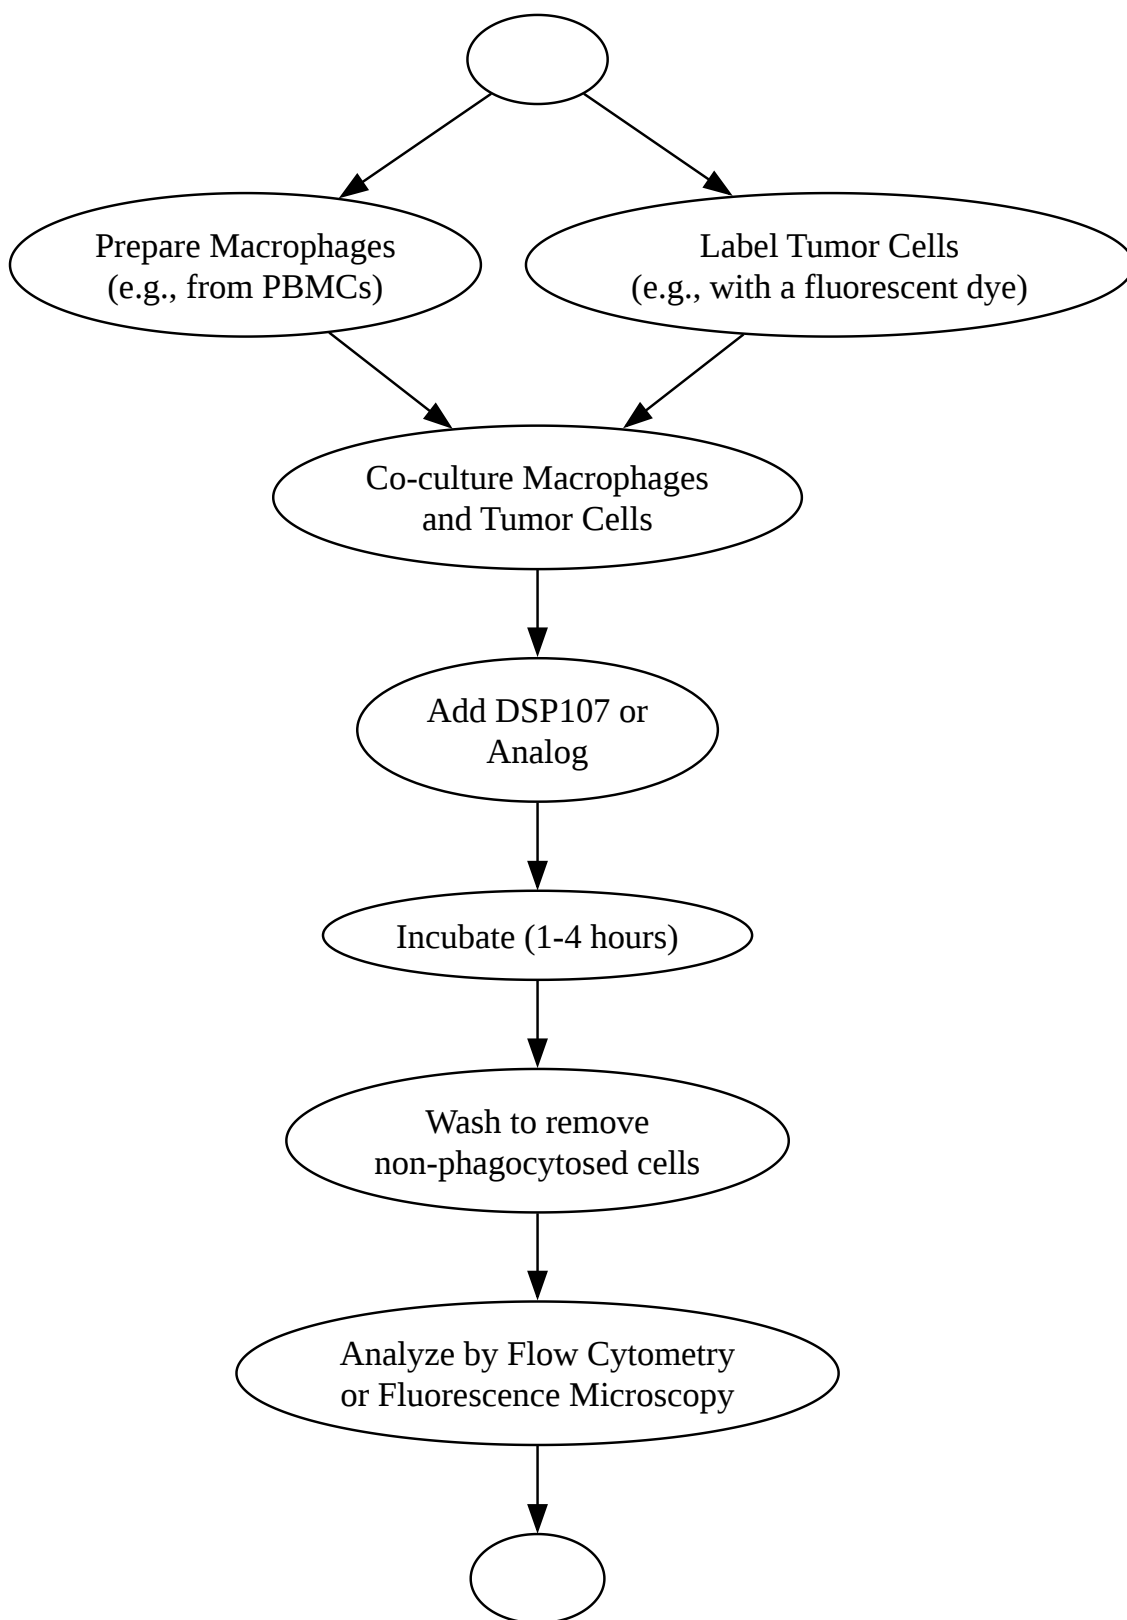 Prepare Macrophages
(e.g., from PBMCs)
Label Tumor Cells
(e.g., with a fluorescent dye)
Co-culture Macrophages
and Tumor Cells
Add DSP107 or
Analog
Incubate (1-4 hours)
Wash to remove
non-phagocytosed cells
Analyze by Flow Cytometry
or Fluorescence Microscopy